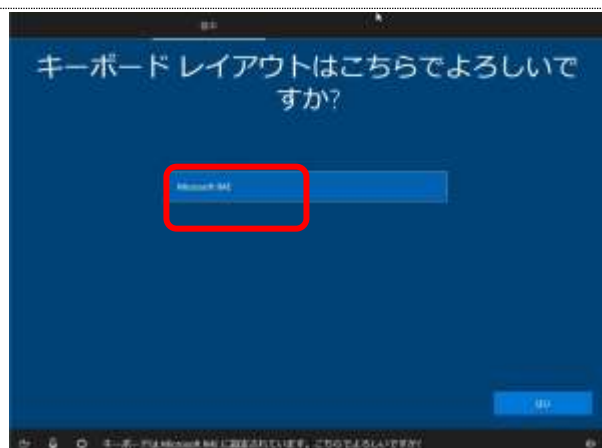 基本
キーボード レイアウトはこちらでよろしいで
すか?
Microsoft IME
はい
キーボードは Microsoft IME に設定されています。こちらでよろしいですか?